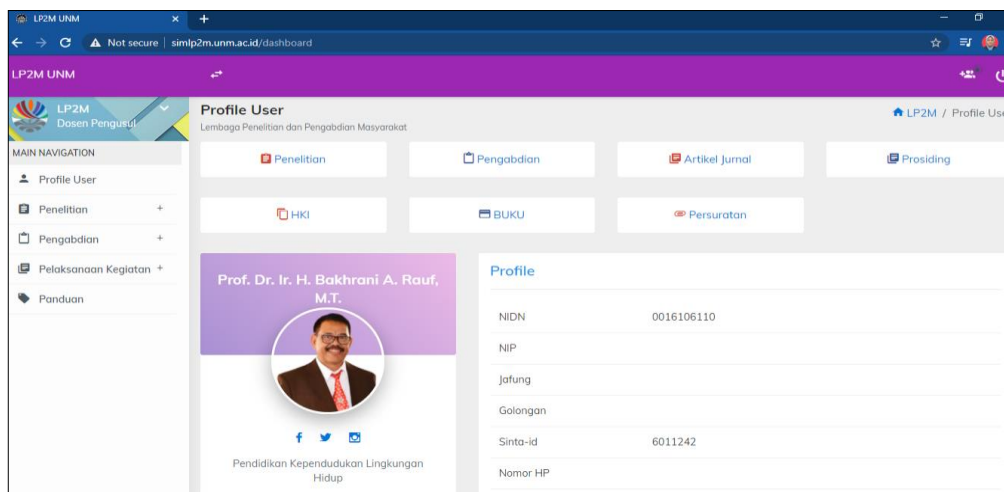 LP2M UNM
Not secure | simlp2m.unm.ac.id/dashboard
LP2M UNM
LP2M
Dosen Pengusul
MAIN NAVIGATION
Profile User
Penelitian +
Pengabdian +
Pelaksanaan Kegiatan +
Panduan
Profile User
Lembaga Penelitian dan Pengabdian Masyarakat
LP2M / Profile Use
Penelitian
Pengabdian
Artikel Jurnal
Prosiding
HKI
BUKU
Persuratan
Prof. Dr. Ir. H. Bakhrani A. Rauf,
M.T.
Pendidikan Kependudukan Lingkungan
Hidup
Profile
NIDN 0016106110
NIP
Jafung
Golongan
Sinta-id 6011242
Nomor HP